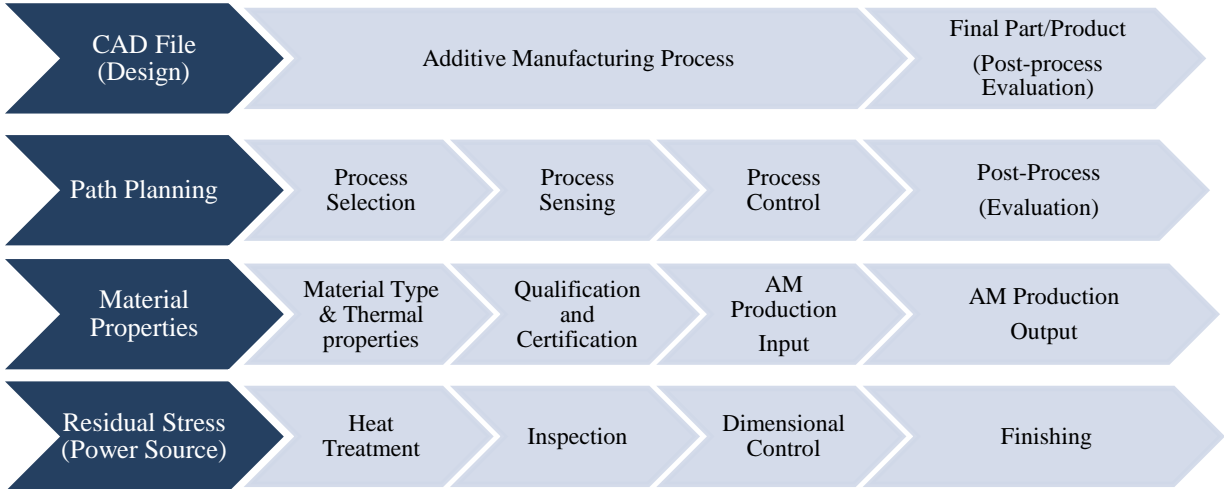 CAD File
(Design)
Additive Manufacturing Process
Final Part/Product
(Post-process
Evaluation)
Path Planning
Process
Selection
Process
Sensing
Process
Control
Post-Process
(Evaluation)
Material
Properties
Material Type
& Thermal
properties
Qualification
and
Certification
AM
Production
Input
AM Production
Output
Residual Stress
(Power Source)
Heat
Treatment
Inspection
Dimensional
Control
Finishing